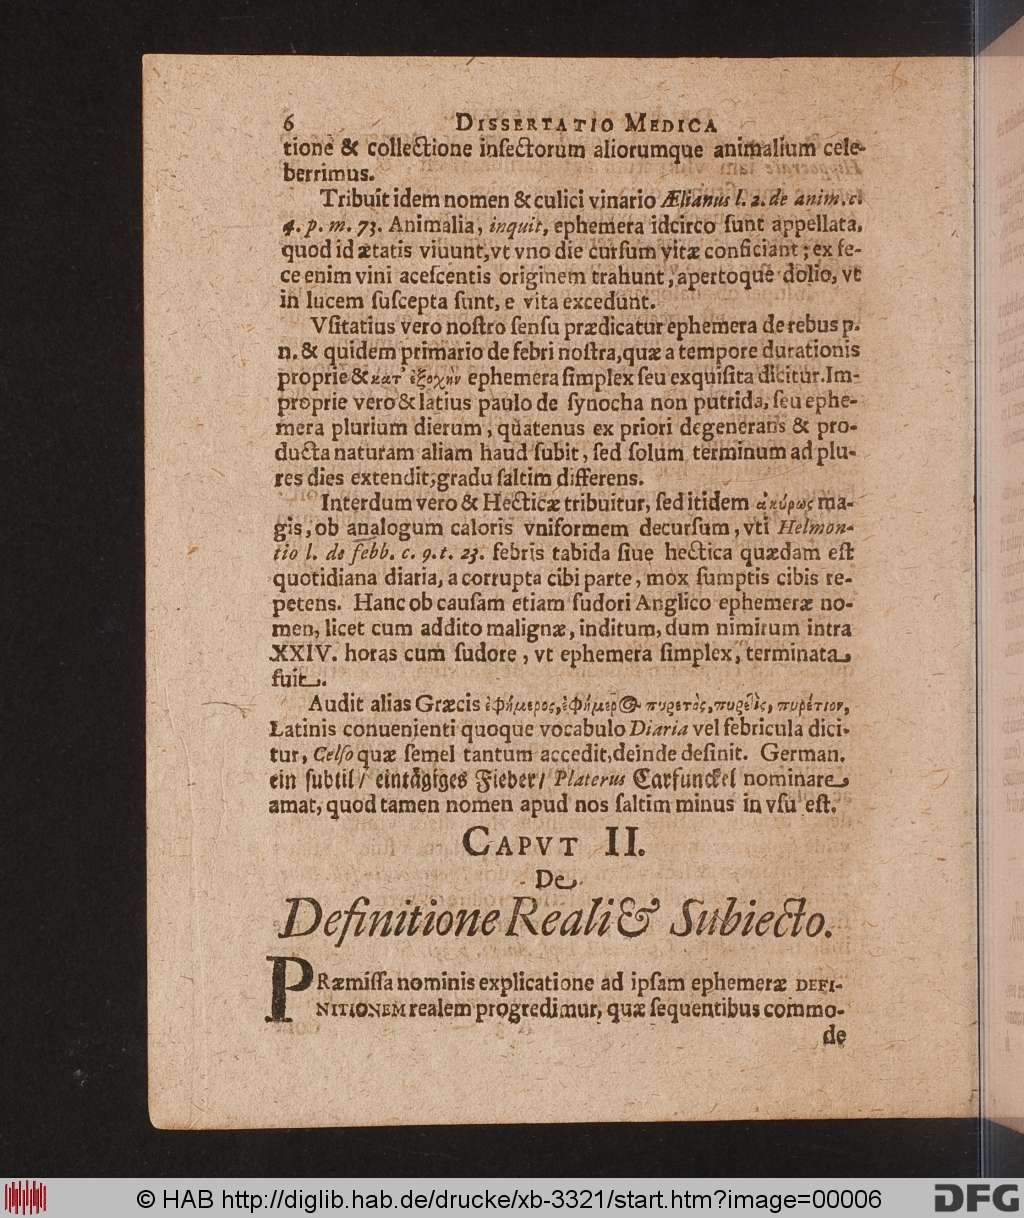 6 DISSERTATIO MEDICA
tione & collectione inſectorum aliorumque animalium cele-
berrimus.
Tribuit idem nomen & culici vinario Ælianus l. 2. de anim. c.
4. p. m. 73. Animalia, inquit, ephemera idcirco ſunt appellata,
quod id ætatis viuunt, vt vno die curſum vitæ conficiant; ex fe-
ce enim vini aceſcentis originem trahunt, apertoque dolio, vt
in lucem ſuſcepta ſunt, e vita excedunt.
Vſitatius vero noſtro ſenſu prædicatur ephemera de rebus p.
n. & quidem primario de febri noſtra, quæ a tempore durationis
proprie & κατ' ἐξοχὴν ephemera ſimplex ſeu exquiſita dicitur. Im-
proprie vero & latius paulo de ſynocha non putrida, ſeu ephe-
mera plurium dierum, quatenus ex priori degenerans & pro-
ducta naturam aliam haud ſubit, ſed ſolum terminum ad plu-
res dies extendit, gradu ſaltim differens.
Interdum vero & Hecticæ tribuitur, ſed itidem ἀκύρως ma-
gis, ob analogum caloris vniformem decurſum, vti Helmon-
tio l. de febb. c. 9. t. 23. febris tabida ſiue hectica quædam eſt
quotidiana diaria, a corrupta cibi parte, mox ſumptis cibis re-
petens. Hanc ob cauſam etiam ſudori Anglico ephemeræ no-
men, licet cum addito malignæ, inditum, dum nimirum intra
XXIV. horas cum ſudore, vt ephemera ſimplex, terminata
fuit.
Audit alias Græcis ἐφήμερος, ἐφήμερος πυρετὸς, πυρετὶς, πυρέτιον,
Latinis conuenienti quoque vocabulo Diaria vel febricula dici-
tur, Celſo quæ ſemel tantum accedit, deinde deſinit. German.
ein ſubtil/ eintägiges Fieber/ Platerus Carfunckel nominare
amat, quod tamen nomen apud nos ſaltim minus in vſu eſt.
CAPVT II.
De
Definitione Reali & Subiecto.
PRæmiſſa nominis explicatione ad ipſam ephemeræ DEFI-
NITIONEM realem progredimur, quæ ſequentibus commo-
de
© HAB http://diglib.hab.de/drucke/xb-3321/start.htm?image=00006 DFG